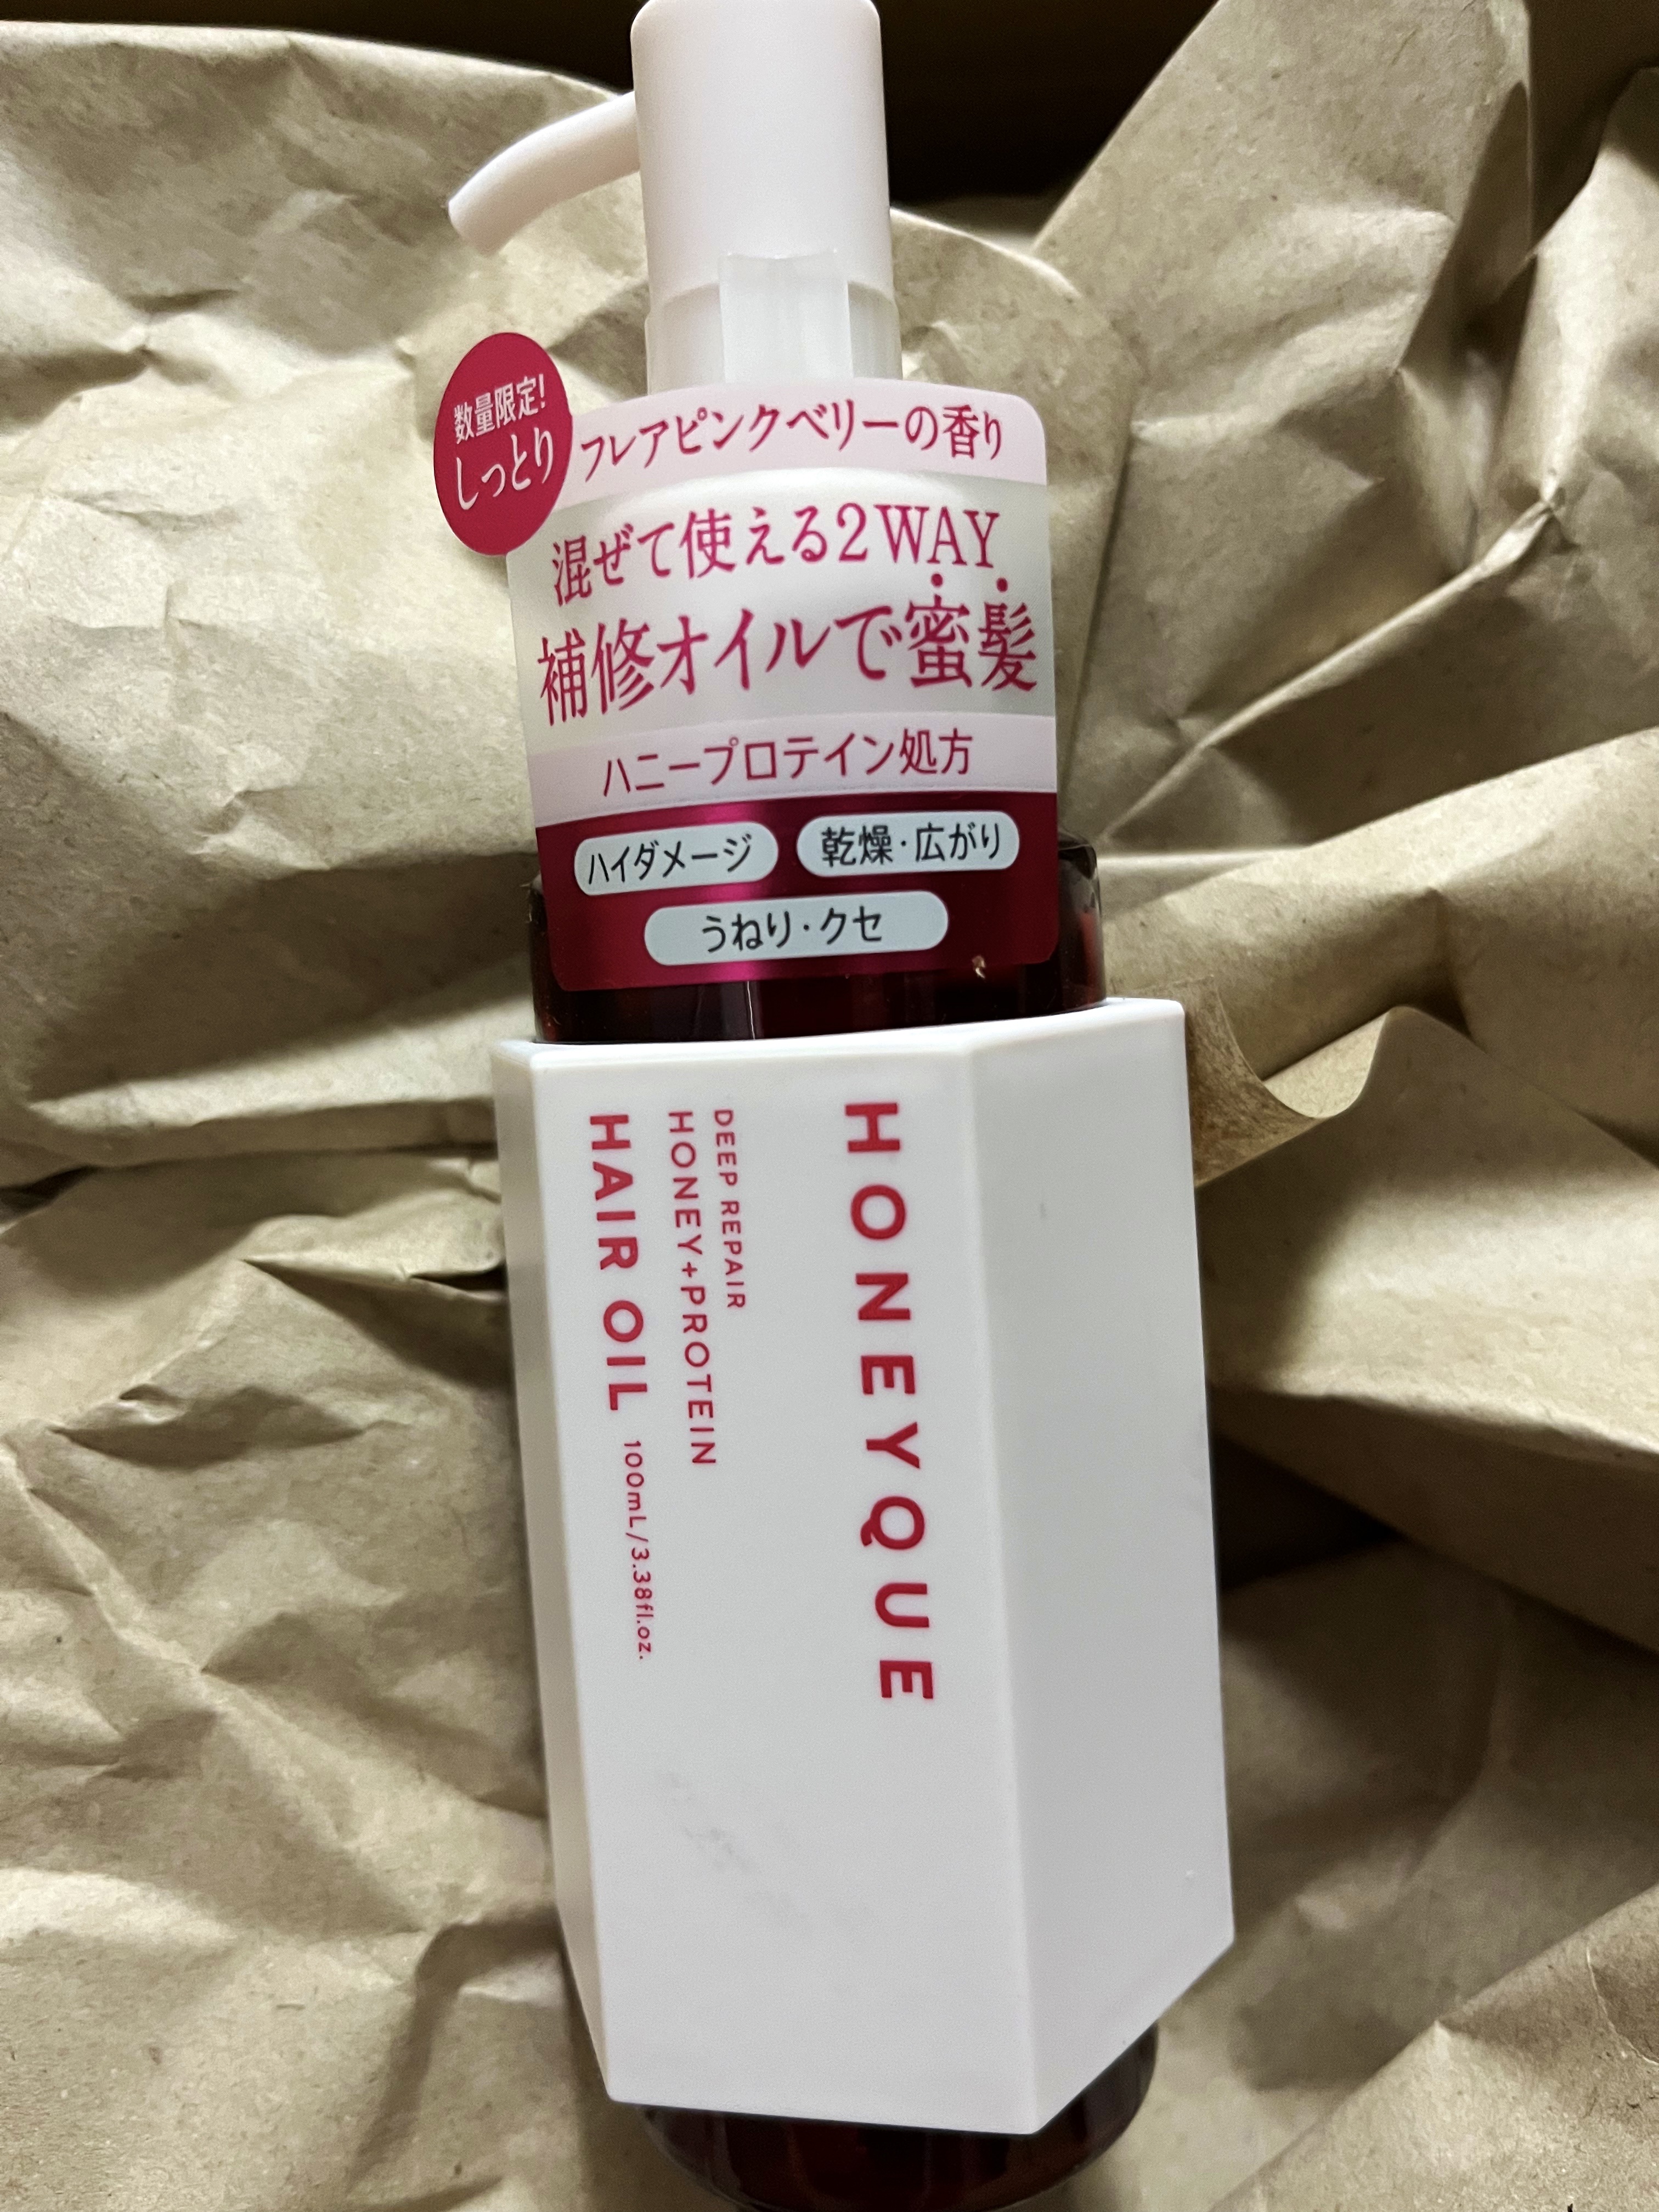 数量限定!
しっとり
フレアピンクベリーの香り
混ぜて使える2WAY
補修オイルで蜜髪
ハニープロテイン処方
ハイダメージ
乾燥・広がり
うねり・クセ
HONEYQUE
DEEP REPAIR
HONEY+PROTEIN
HAIR OIL 100mL/3.38fl.oz.